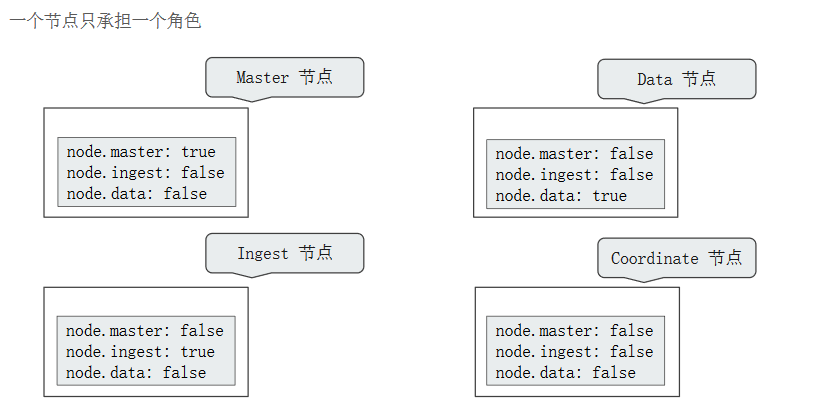 一个节点只承担一个角色
Master 节点
node.master: true
node.ingest: false
node.data: false
Data 节点
node.master: false
node.ingest: false
node.data: true
Ingest 节点
node.master: false
node.ingest: true
node.data: false
Coordinate 节点
node.master: false
node.ingest: false
node.data: false